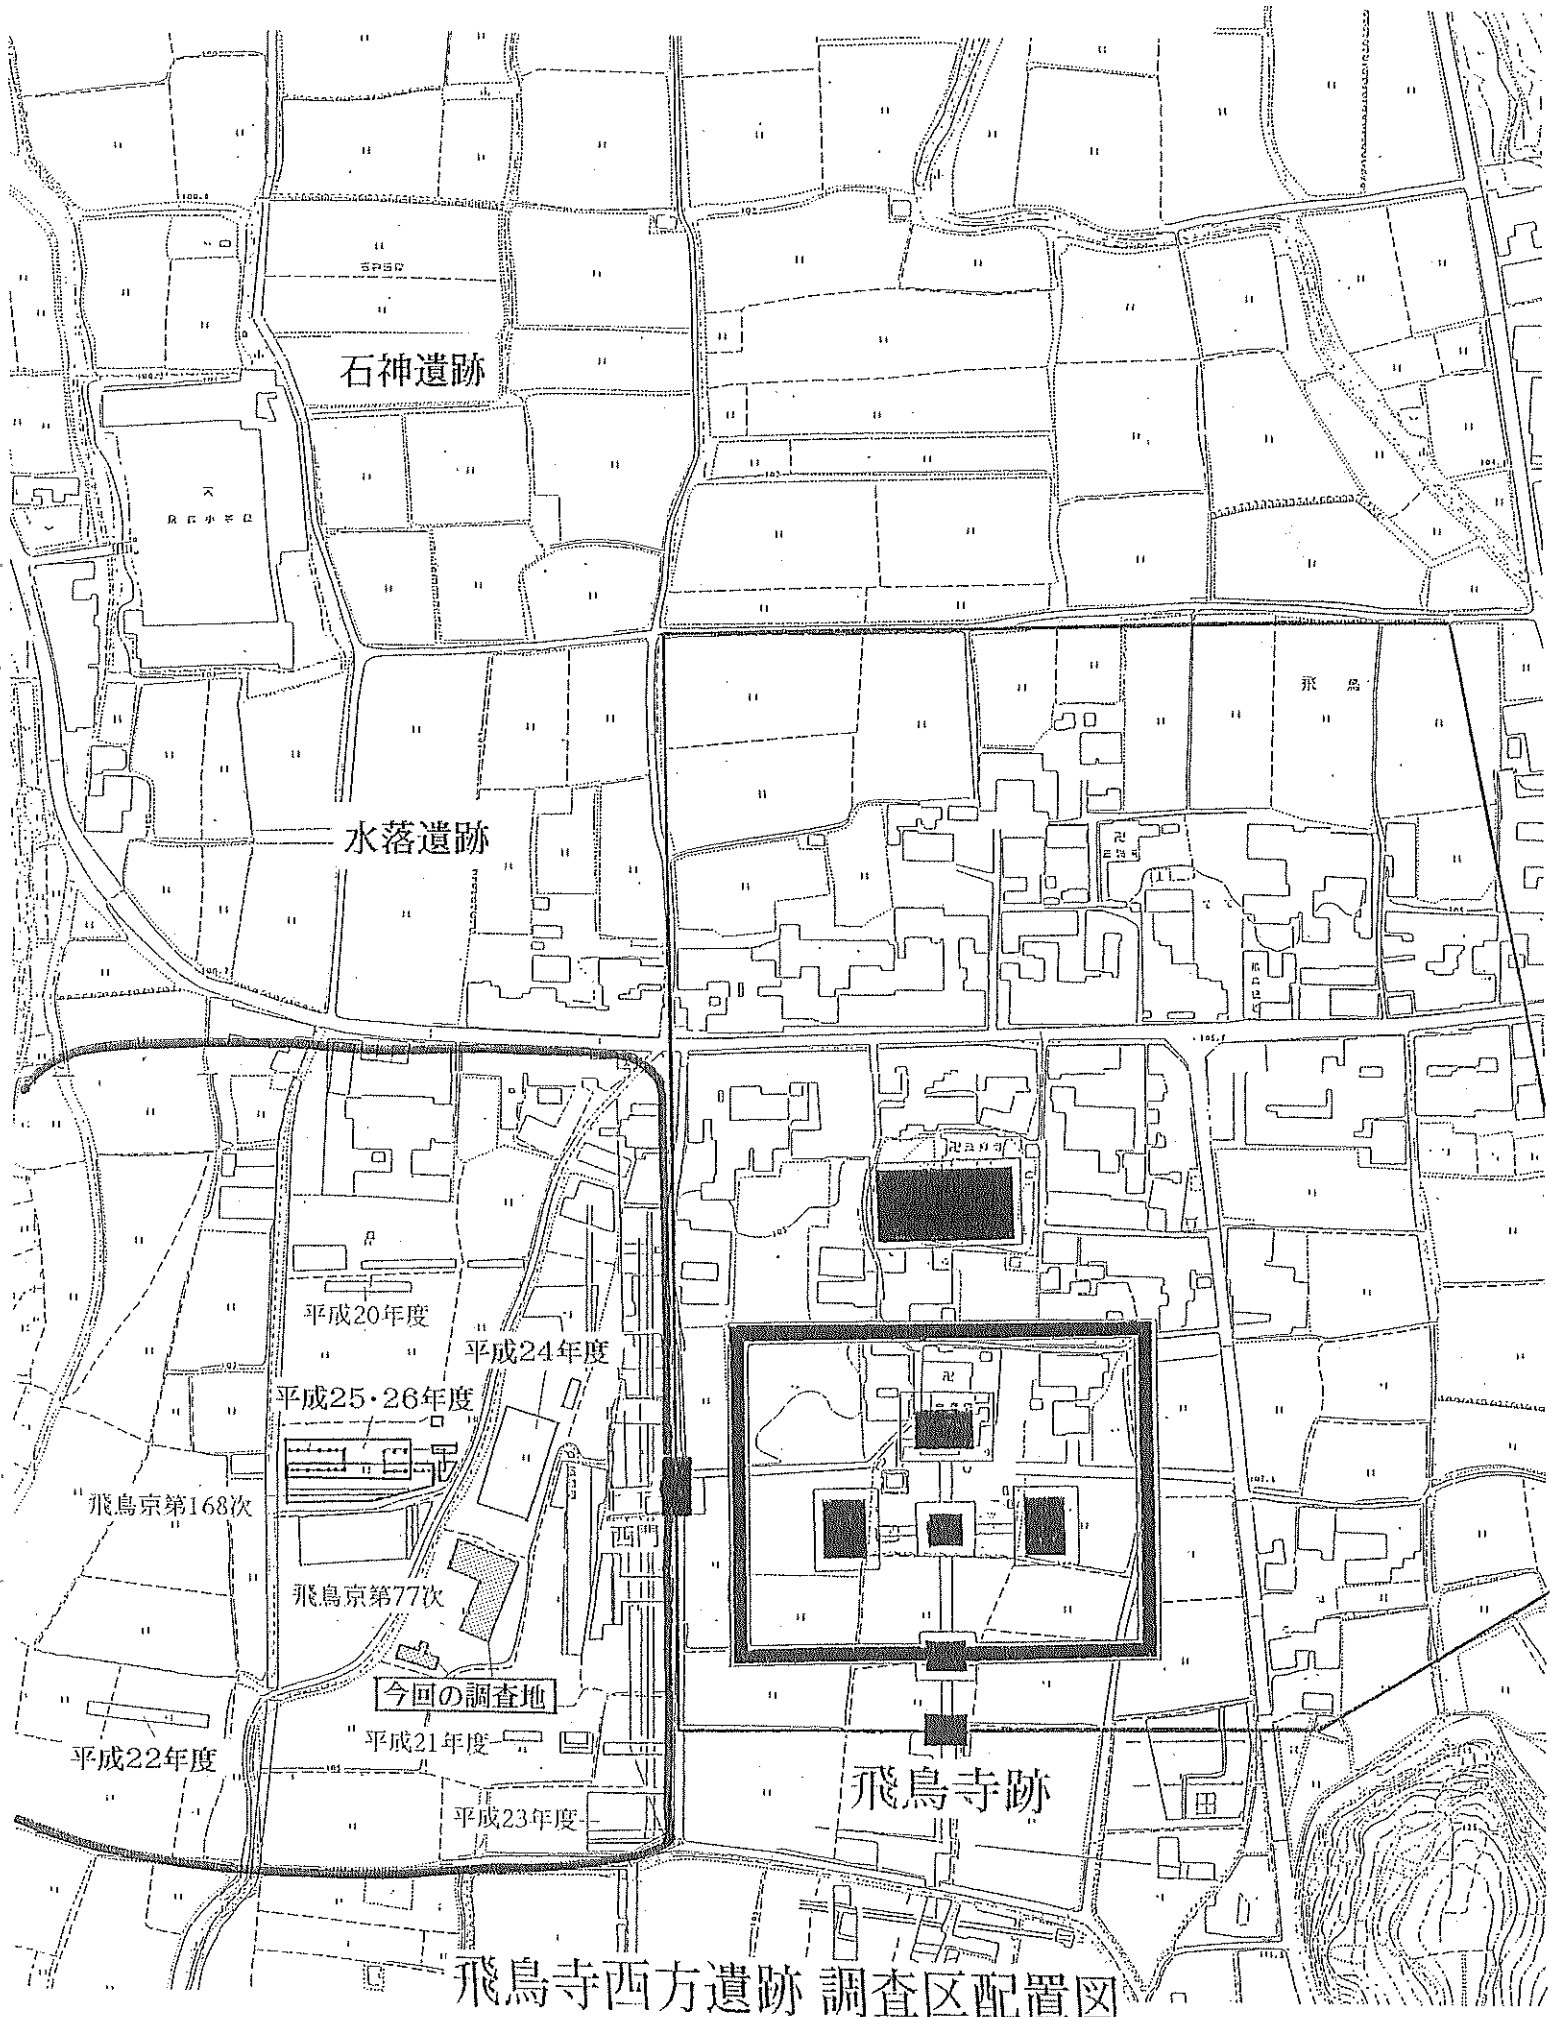 石神遺跡
飛鳥
水落遺跡
平成20年度
平成24年度
平成25・26年度
飛鳥京第168次
西門
飛鳥京第77次
今回の調査地
平成21年度
平成22年度
平成23年度
飛鳥寺跡
飛鳥寺西方遺跡 調査区配置図